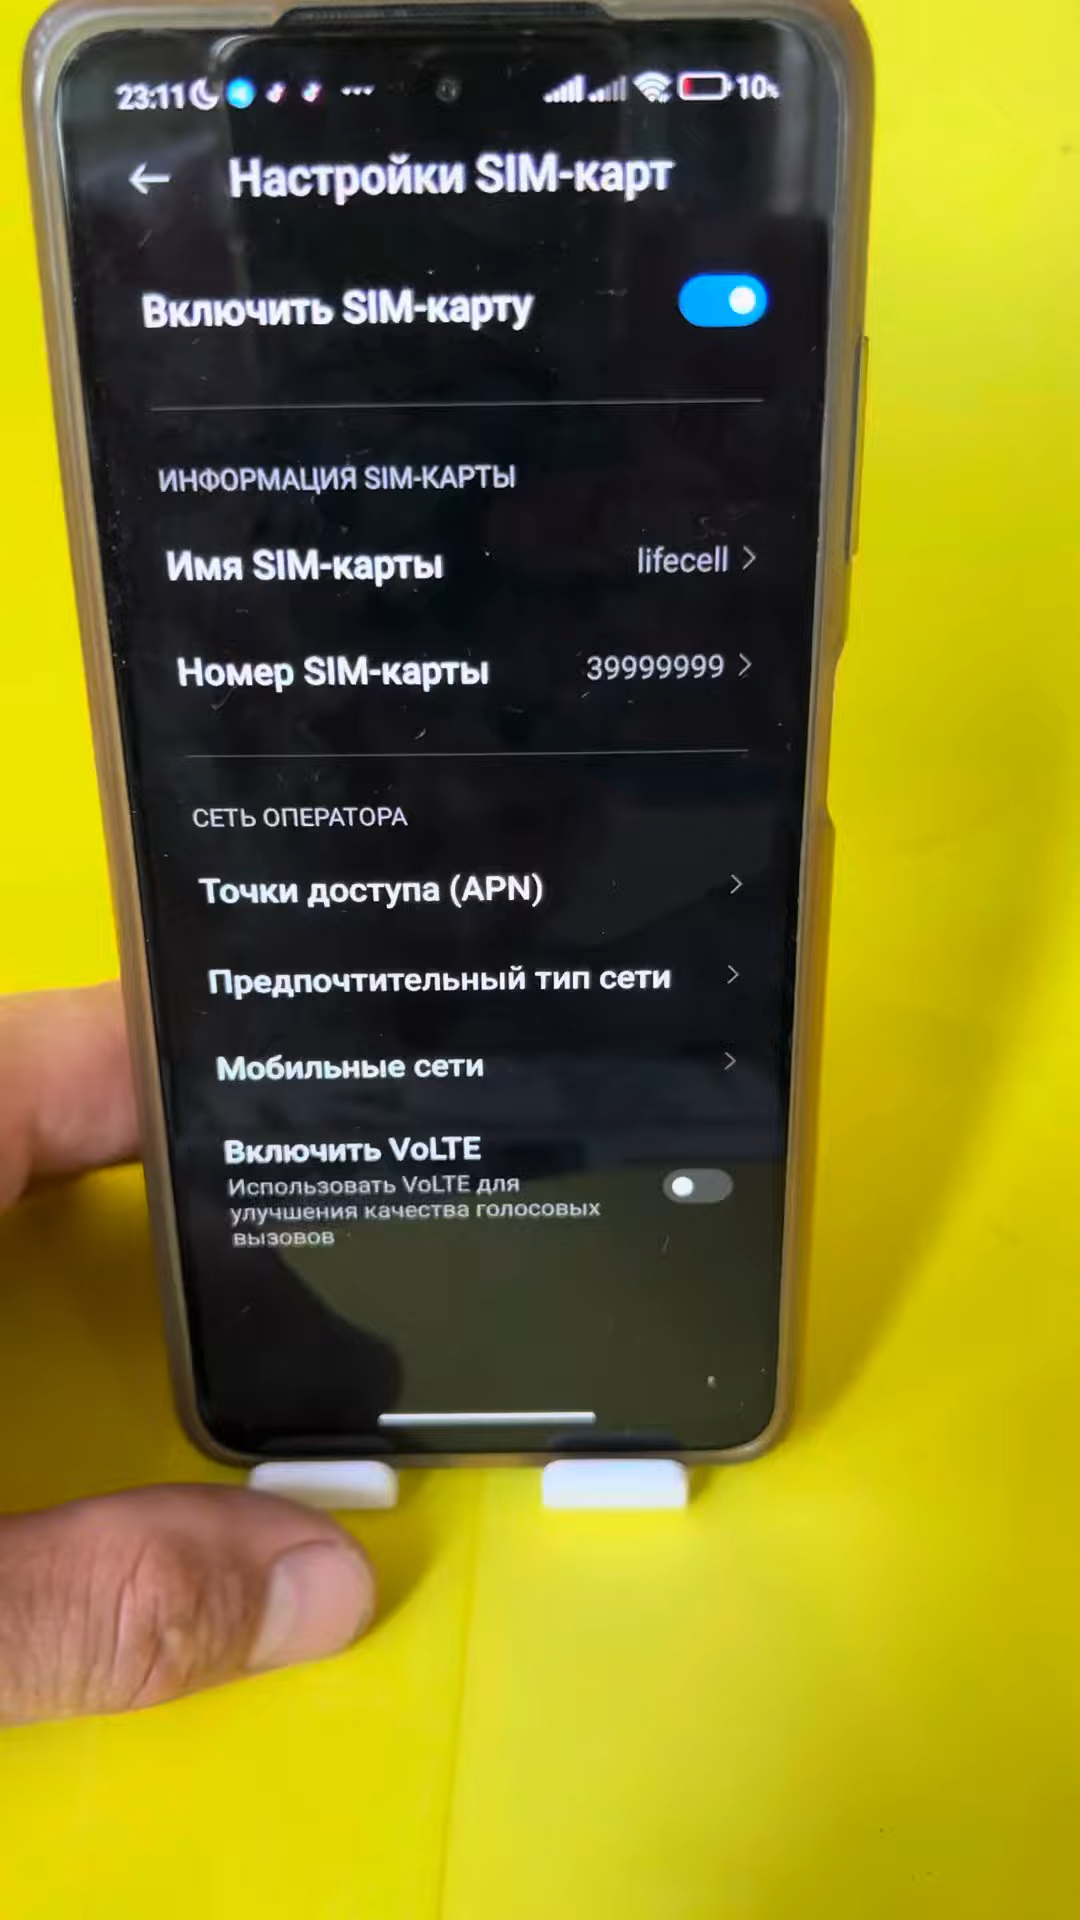 23:11 ... 10%
Настройки SIM-карт
Включить SIM-карту
ИНФОРМАЦИЯ SIM-КАРТЫ
Имя SIM-карты lifecell
Номер SIM-карты 39999999
СЕТЬ ОПЕРАТОРА
Точки доступа (APN)
Предпочтительный тип сети
Мобильные сети
Включить VoLTE
Использовать VoLTE для
улучшения качества голосовых
вызовов